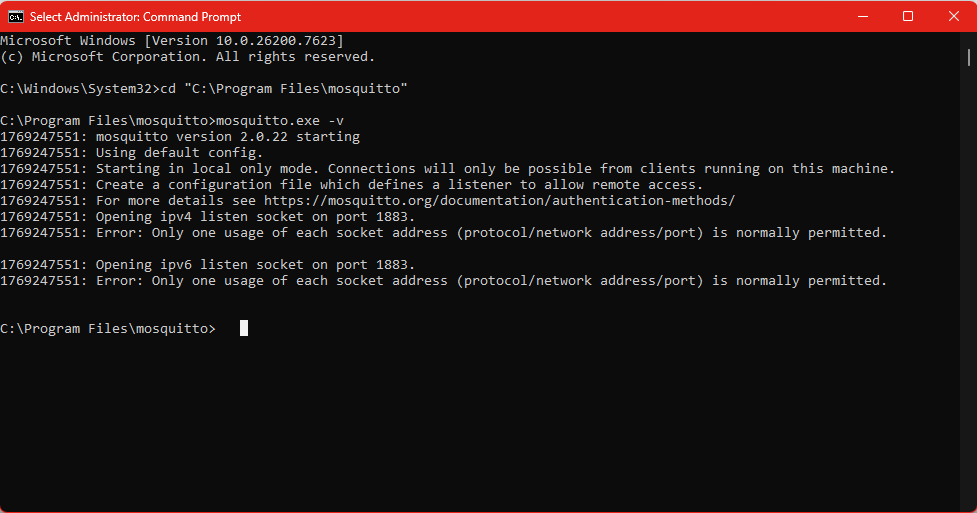 Select Administrator: Command Prompt
Microsoft Windows [Version 10.0.26200.7623]
(c) Microsoft Corporation. All rights reserved.
C:\Windows\System32>cd "C:\Program Files\mosquitto"
C:\Program Files\mosquitto>mosquitto.exe -v
1769247551: mosquitto version 2.0.22 starting
1769247551: Using default config.
1769247551: Starting in local only mode. Connections will only be possible from clients running on this machine.
1769247551: Create a configuration file which defines a listener to allow remote access.
1769247551: For more details see https://mosquitto.org/documentation/authentication-methods/
1769247551: Opening ipv4 listen socket on port 1883.
1769247551: Error: Only one usage of each socket address (protocol/network address/port) is normally permitted.
1769247551: Opening ipv6 listen socket on port 1883.
1769247551: Error: Only one usage of each socket address (protocol/network address/port) is normally permitted.
C:\Program Files\mosquitto>